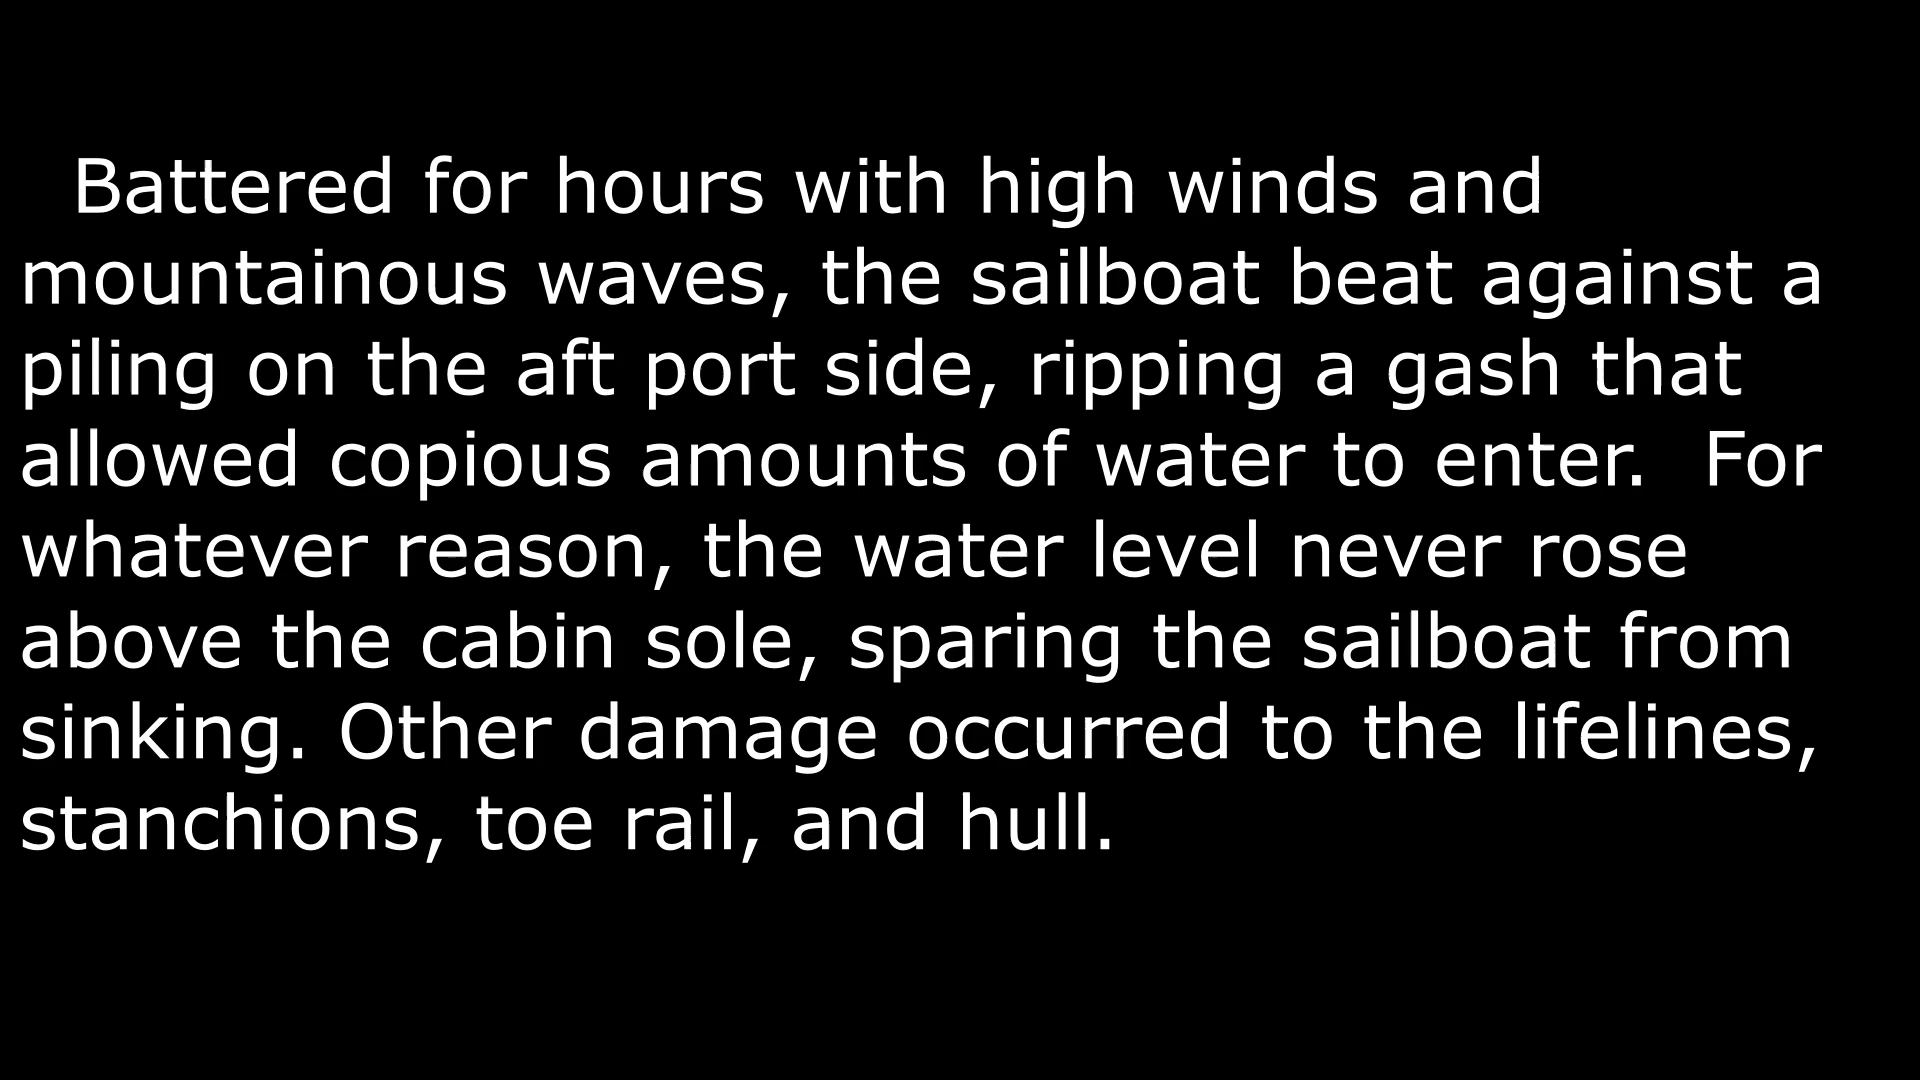 Battered for hours with high winds and
mountainous waves, the sailboat beat against a
piling on the aft port side, ripping a gash that
allowed copious amounts of water to enter.  For
whatever reason, the water level never rose
above the cabin sole, sparing the sailboat from
sinking. Other damage occurred to the lifelines,
stanchions, toe rail, and hull.